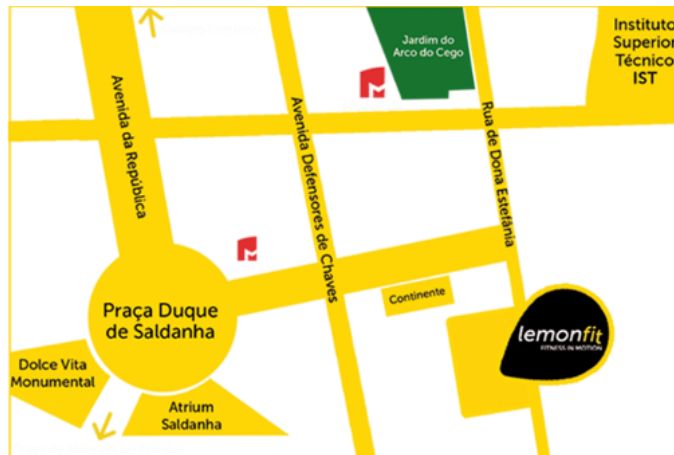 Jardim do
Arco do Cego
Instituto
Superior
Técnico
IST
Avenida da República
Avenida Defensores de Chaves
Rua de Dona Estefânia
Praça Duque
de Saldanha
Continente
lemonfit
FITNESS IN MOTION
Dolce Vita
Monumental
Atrium
Saldanha